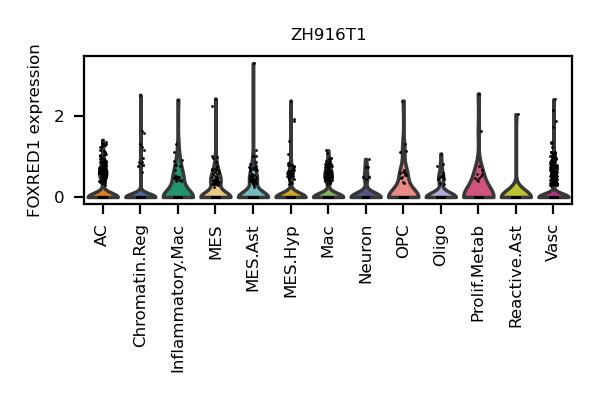 ZH916T1
FOXRED1 expression
2
0
AC
Chromatin.Reg
Inflammatory.Mac
MES
MES.Ast
MES.Hyp
Mac
Neuron
OPC
Oligo
Prolif.Metab
Reactive.Ast
Vasc